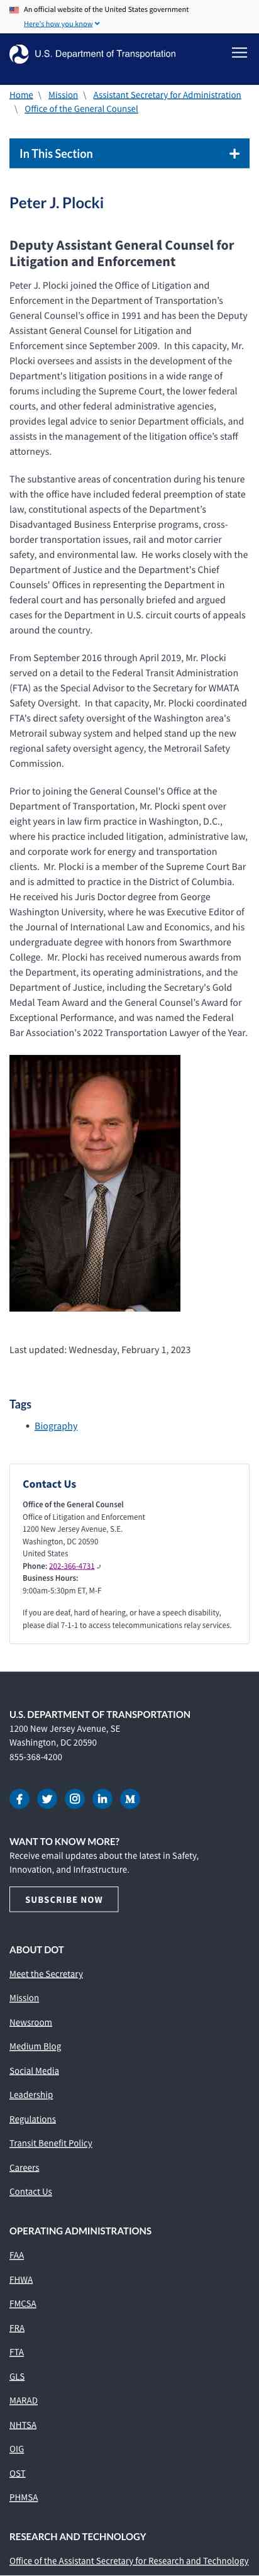 An official website of the United States government
Here's how you know
U.S. Department of Transportation
Home \ Mission \ Assistant Secretary for Administration
\ Office of the General Counsel
In This Section
Peter J. Plocki
Deputy Assistant General Counsel for
Litigation and Enforcement
Peter J. Plocki joined the Office of Litigation and
Enforcement in the Department of Transportation's
General Counsel's office in 1991 and has been the Deputy
Assistant General Counsel for Litigation and
Enforcement since September 2009.  In this capacity, Mr.
Plocki oversees and assists in the development of the
Department's litigation positions in a wide range of
forums including the Supreme Court, the lower federal
courts, and other federal administrative agencies,
provides legal advice to senior Department officials, and
assists in the management of the litigation office's staff
attorneys.
The substantive areas of concentration during his tenure
with the office have included federal preemption of state
law, constitutional aspects of the Department's
Disadvantaged Business Enterprise programs, cross-
border transportation issues, rail and motor carrier
safety, and environmental law.  He works closely with the
Department of Justice and the Department's Chief
Counsels' Offices in representing the Department in
federal court and has personally briefed and argued
cases for the Department in U.S. circuit courts of appeals
around the country.
From September 2016 through April 2019, Mr. Plocki
served on a detail to the Federal Transit Administration
(FTA) as the Special Advisor to the Secretary for WMATA
Safety Oversight.  In that capacity, Mr. Plocki coordinated
FTA's direct safety oversight of the Washington area's
Metrorail subway system and helped stand up the new
regional safety oversight agency, the Metrorail Safety
Commission.
Prior to joining the General Counsel's Office at the
Department of Transportation, Mr. Plocki spent over
eight years in law firm practice in Washington, D.C.,
where his practice included litigation, administrative law,
and corporate work for energy and transportation
clients.  Mr. Plocki is a member of the Supreme Court Bar
and is admitted to practice in the District of Columbia.
He received his Juris Doctor degree from George
Washington University, where he was Executive Editor of
the Journal of International Law and Economics, and his
undergraduate degree with honors from Swarthmore
College.  Mr. Plocki has received numerous awards from
the Department, its operating administrations, and the
Department of Justice, including the Secretary's Gold
Medal Team Award and the General Counsel's Award for
Exceptional Performance, and was named the Federal
Bar Association's 2022 Transportation Lawyer of the Year.
Last updated: Wednesday, February 1, 2023
Tags
• Biography
Contact Us
Office of the General Counsel
Office of Litigation and Enforcement
1200 New Jersey Avenue, S.E.
Washington, DC 20590
United States
Phone: 202-366-4731
Business Hours:
9:00am-5:30pm ET, M-F
If you are deaf, hard of hearing, or have a speech disability,
please dial 7-1-1 to access telecommunications relay services.
U.S. DEPARTMENT OF TRANSPORTATION
1200 New Jersey Avenue, SE
Washington, DC 20590
855-368-4200
WANT TO KNOW MORE?
Receive email updates about the latest in Safety,
Innovation, and Infrastructure.
SUBSCRIBE NOW
ABOUT DOT
Meet the Secretary
Mission
Newsroom
Medium Blog
Social Media
Leadership
Regulations
Transit Benefit Policy
Careers
Contact Us
OPERATING ADMINISTRATIONS
FAA
FHWA
FMCSA
FRA
FTA
GLS
MARAD
NHTSA
OIG
OST
PHMSA
RESEARCH AND TECHNOLOGY
Office of the Assistant Secretary for Research and Technology